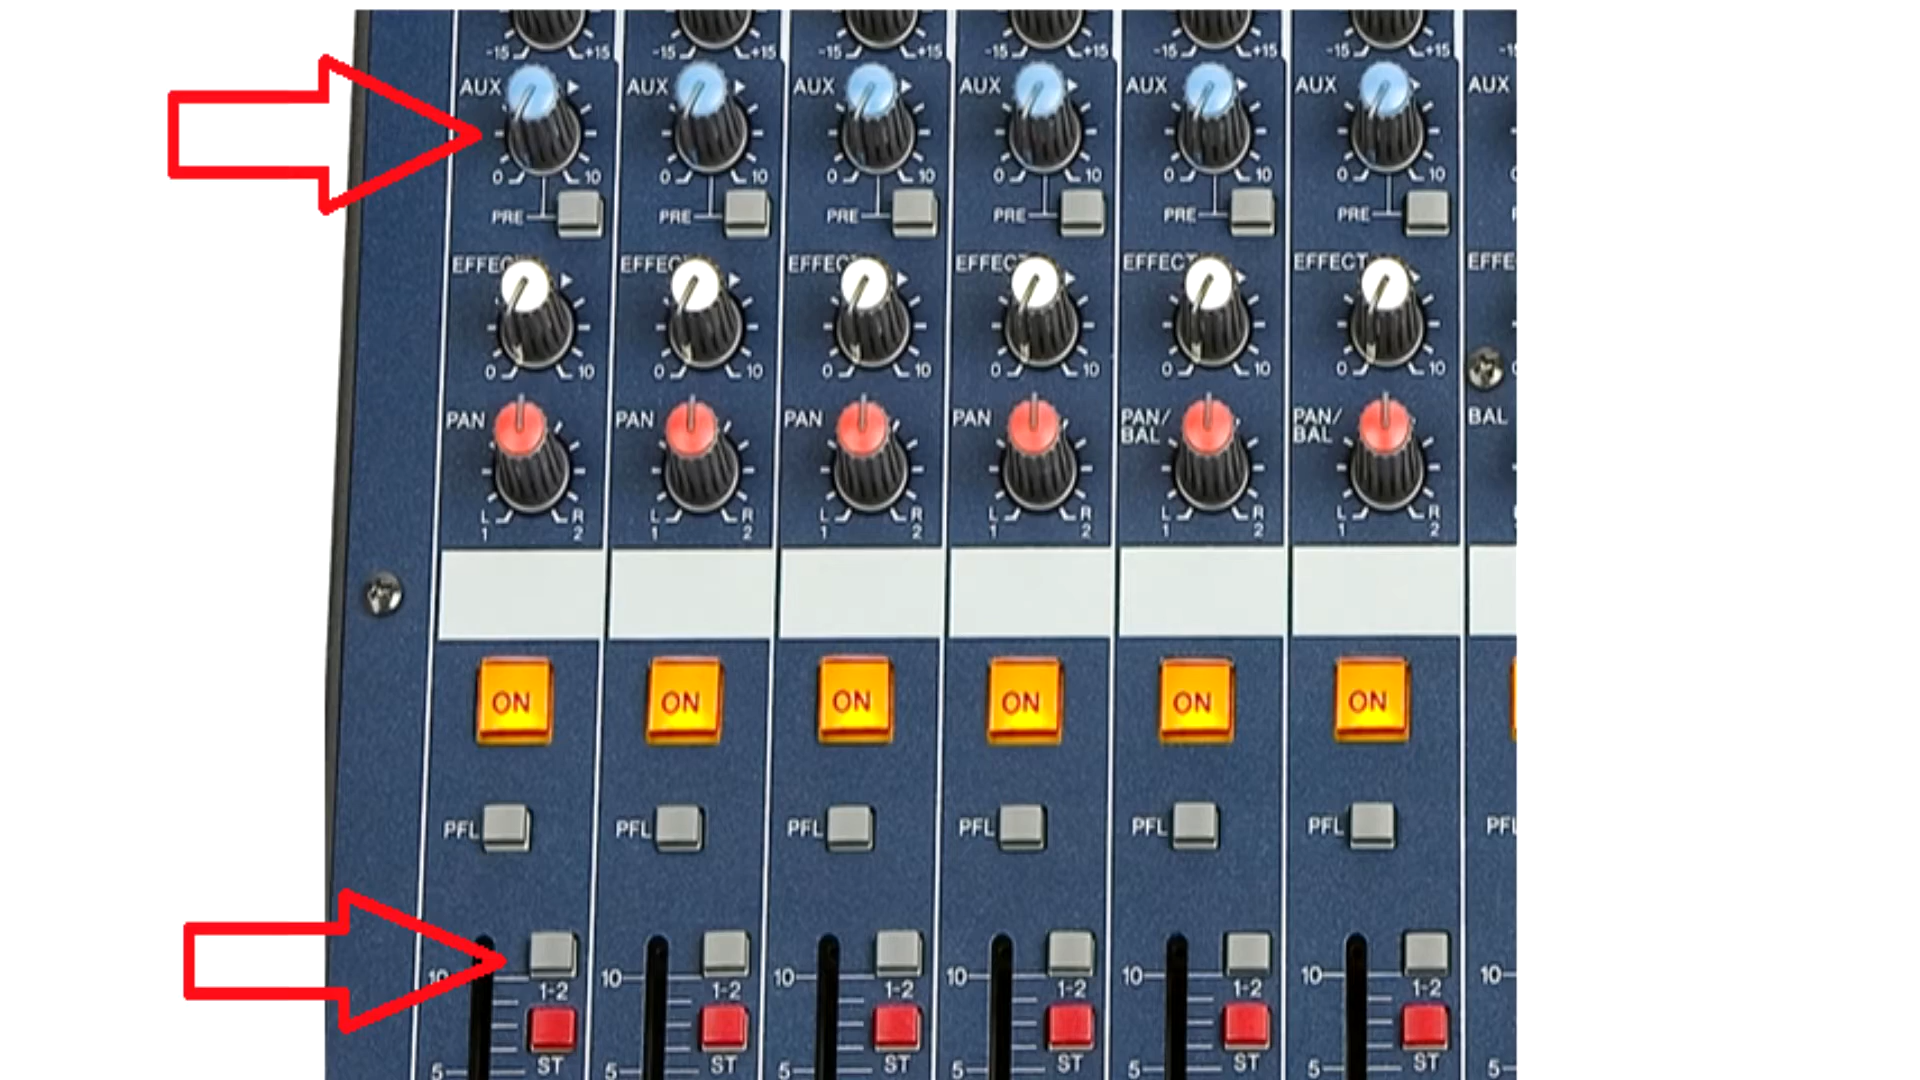 -15 +15 -15 +15 -15 +15 -15 +15 -15 +15 -15 +15
AUX AUX AUX AUX AUX AUX AUX
0 10 0 10 0 10 0 10 0 10 0 10
PRE PRE PRE PRE PRE PRE
EFFEC EFFEC EFFECT EFFECT EFFECT EFFECT EFFE
0 10 0 10 0 10 0 10 0 10 0 10
PAN PAN PAN PAN PAN/ PAN/ BAL
BAL BAL
L R L R L R L R L R L R
1 2 1 2 1 2 1 2 1 2 1 2
ON ON ON ON ON ON
PFL PFL PFL PFL PFL PFL PFL
10 10 10 10 10 10 10
1-2 1-2 1-2 1-2 1-2 1-2
ST ST ST ST ST ST
5 5 5 5 5 5 5